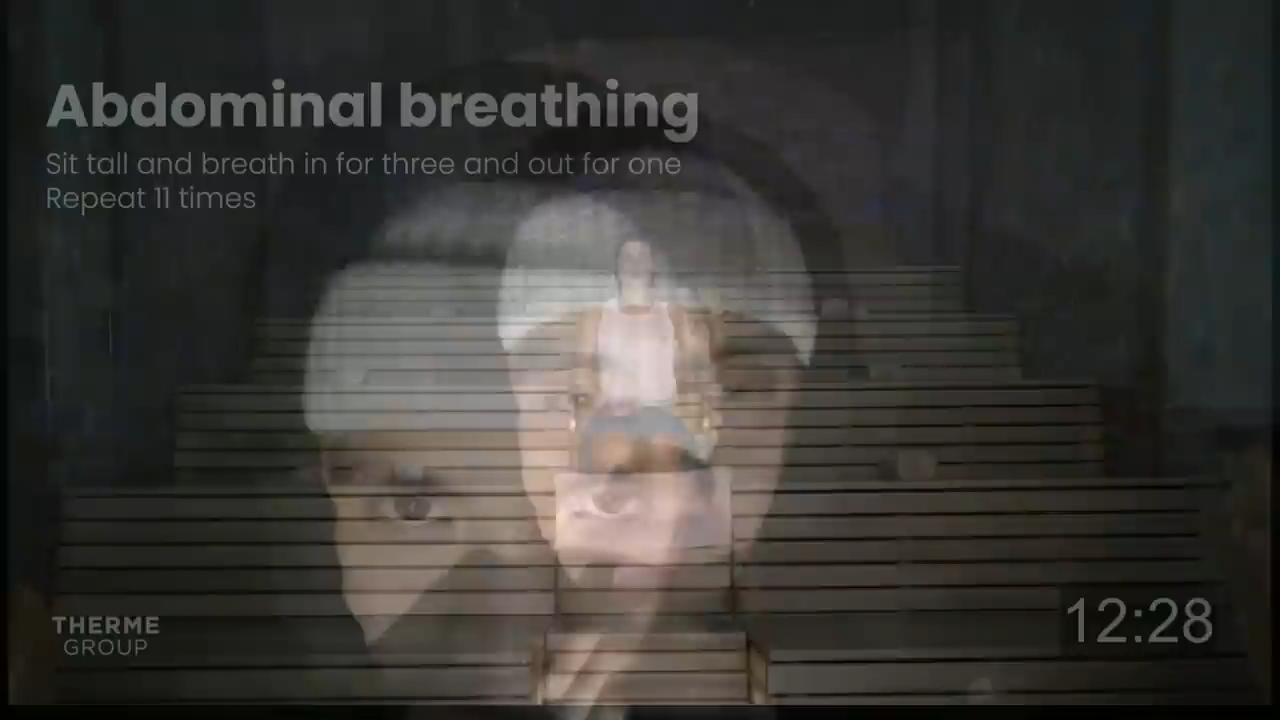 Abdominal breathing
Sit tall and breath in for three and out for one
Repeat 11 times
THERME
GROUP
12:28